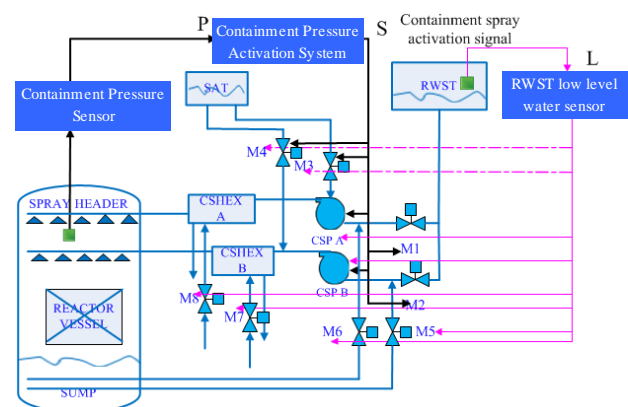 P
Containment Pressure
Activation System
S
Containment spray
activation signal
L
Containment Pressure
Sensor
SAT
RWST
RWST low level
water sensor
M4
M3
SPRAY HEADER
CSHEX
A
CSP A
M1
CSHEX
B
CSP B
M2
REACTOR
VESSEL
M8
M7
M6
M5
SUMP